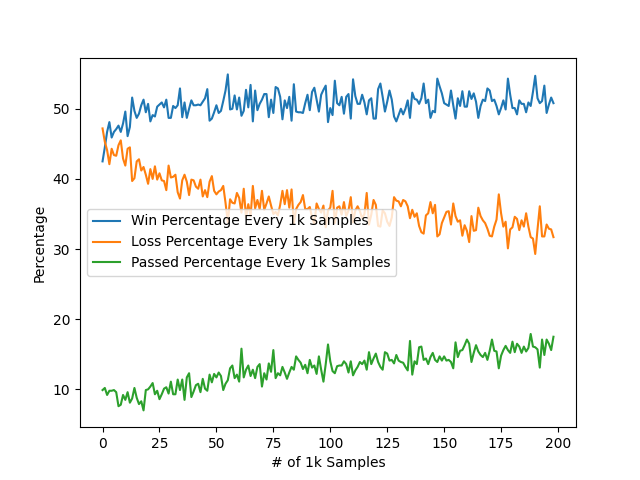 50
40
30
20
10
Percentage
Win Percentage Every 1k Samples
Loss Percentage Every 1k Samples
Passed Percentage Every 1k Samples
0 25 50 75 100 125 150 175 200
# of 1k Samples